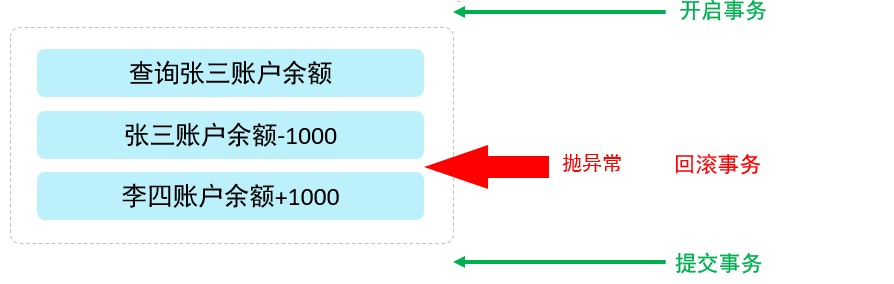 开启事务
查询张三账户余额
张三账户余额-1000
抛异常
回滚事务
李四账户余额+1000
提交事务